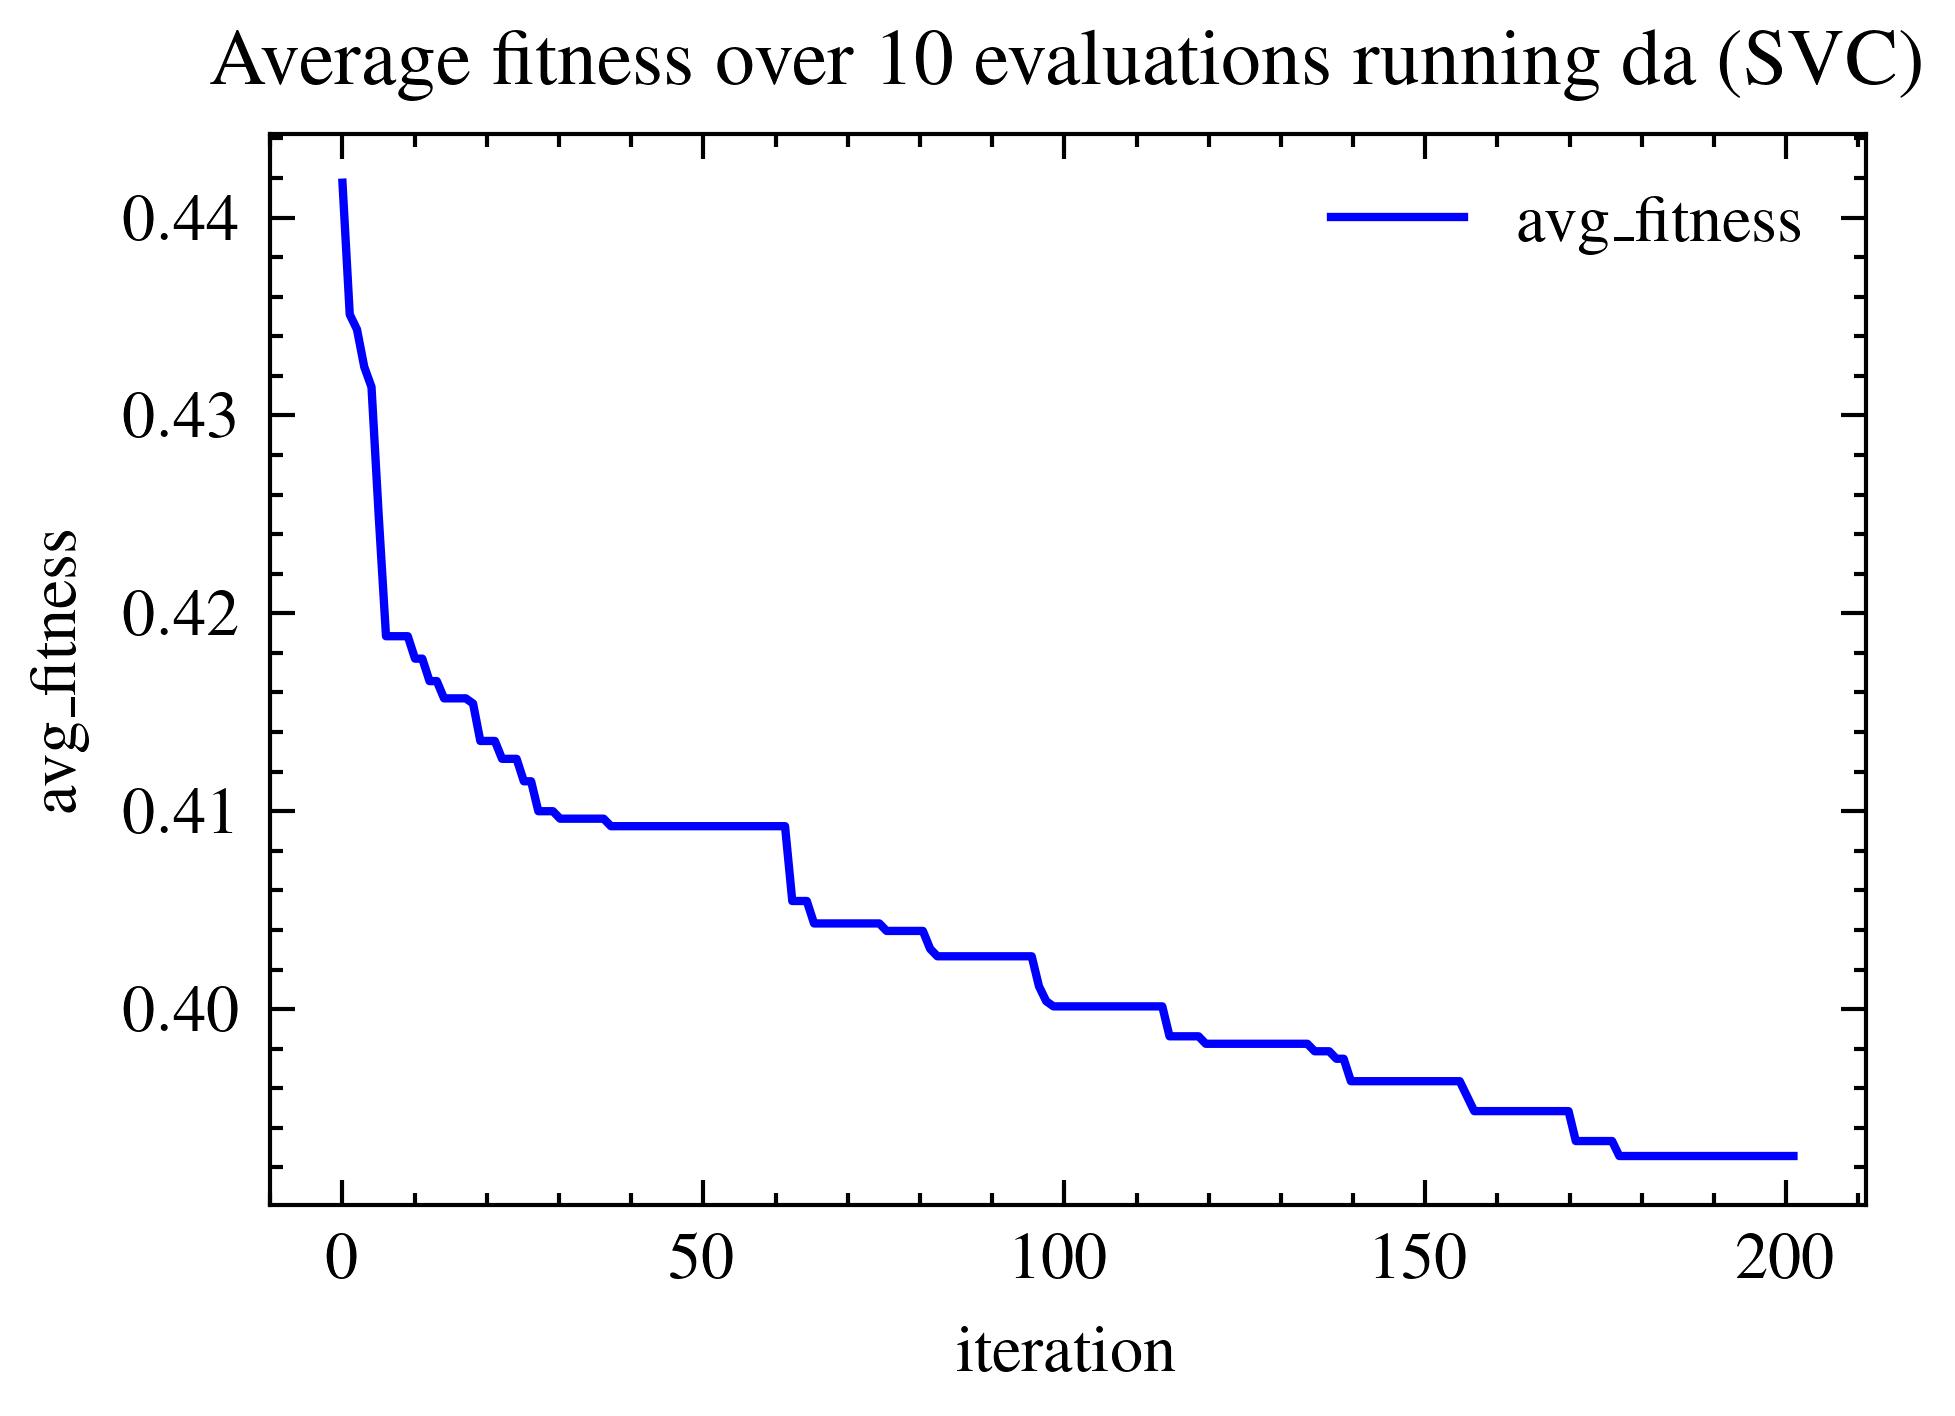 Average fitness over 10 evaluations running da (SVC)
avg_fitness
0.44
0.43
0.42
0.41
0.40
avg_fitness
0 50 100 150 200
iteration